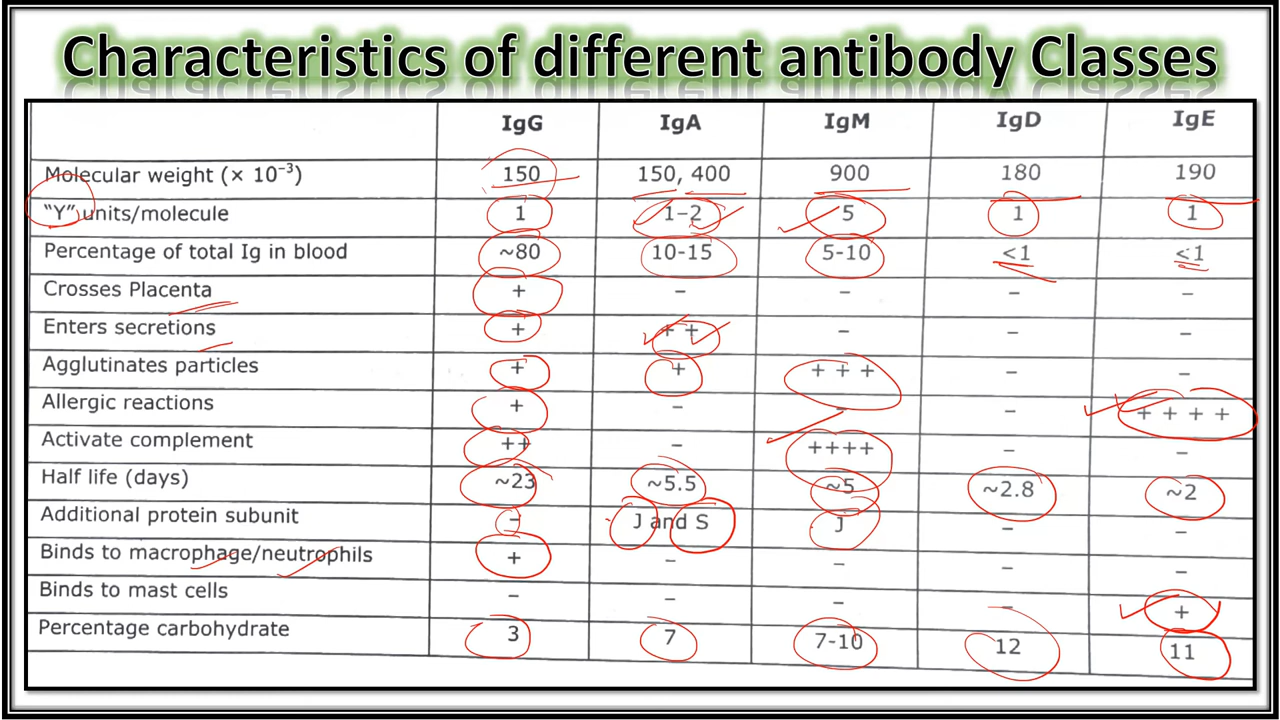 Characteristics of different antibody Classes
IgG IgA IgM IgD IgE
Molecular weight (× 10⁻³) 150 150, 400 900 180 190
“Y” units/molecule 1 1–2 5 1 1
Percentage of total Ig in blood ~80 10-15 5-10 <1 <1
Crosses Placenta + – – – –
Enters secretions + + + – – –
Agglutinates particles + + + + + – –
Allergic reactions + – – – + + + +
Activate complement ++ – ++++ – –
Half life (days) ~23 ~5.5 ~5 ~2.8 ~2
Additional protein subunit – J and S J – –
Binds to macrophage/neutrophils + – – – –
Binds to mast cells – – – – +
Percentage carbohydrate 3 7 7-10 12 11